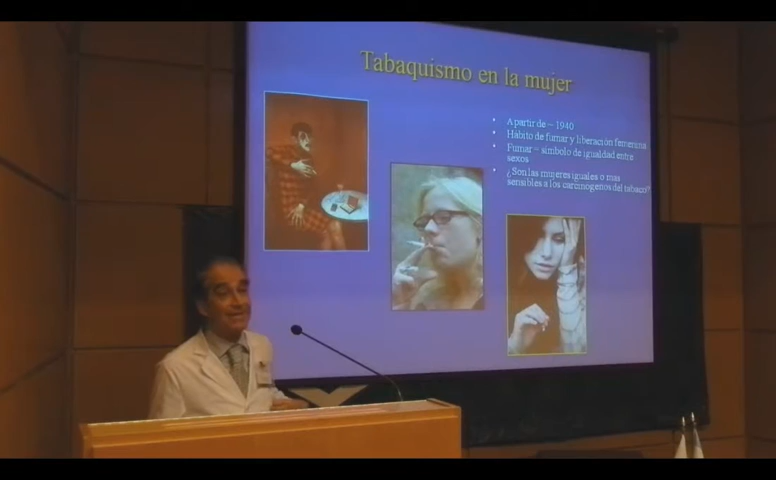 Tabaquismo en la mujer
• A partir de ~ 1940
• Hábito de fumar y liberación femenina
• Fumar = símbolo de igualdad entre
sexos
• ¿Son las mujeres iguales o mas
sensibles a los carcinógenos del tabaco?